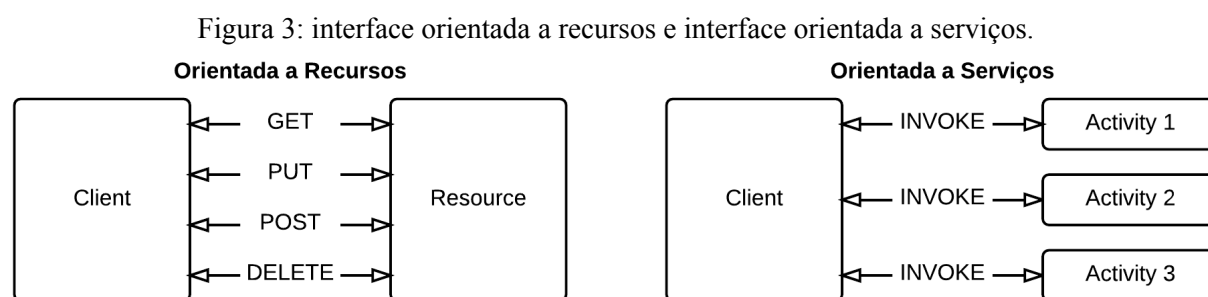 Figura 3: interface orientada a recursos e interface orientada a serviços.
Orientada a Recursos
Orientada a Serviços
GET
PUT
Client
Resource
POST
DELETE
INVOKE
Activity 1
Client
INVOKE
Activity 2
INVOKE
Activity 3